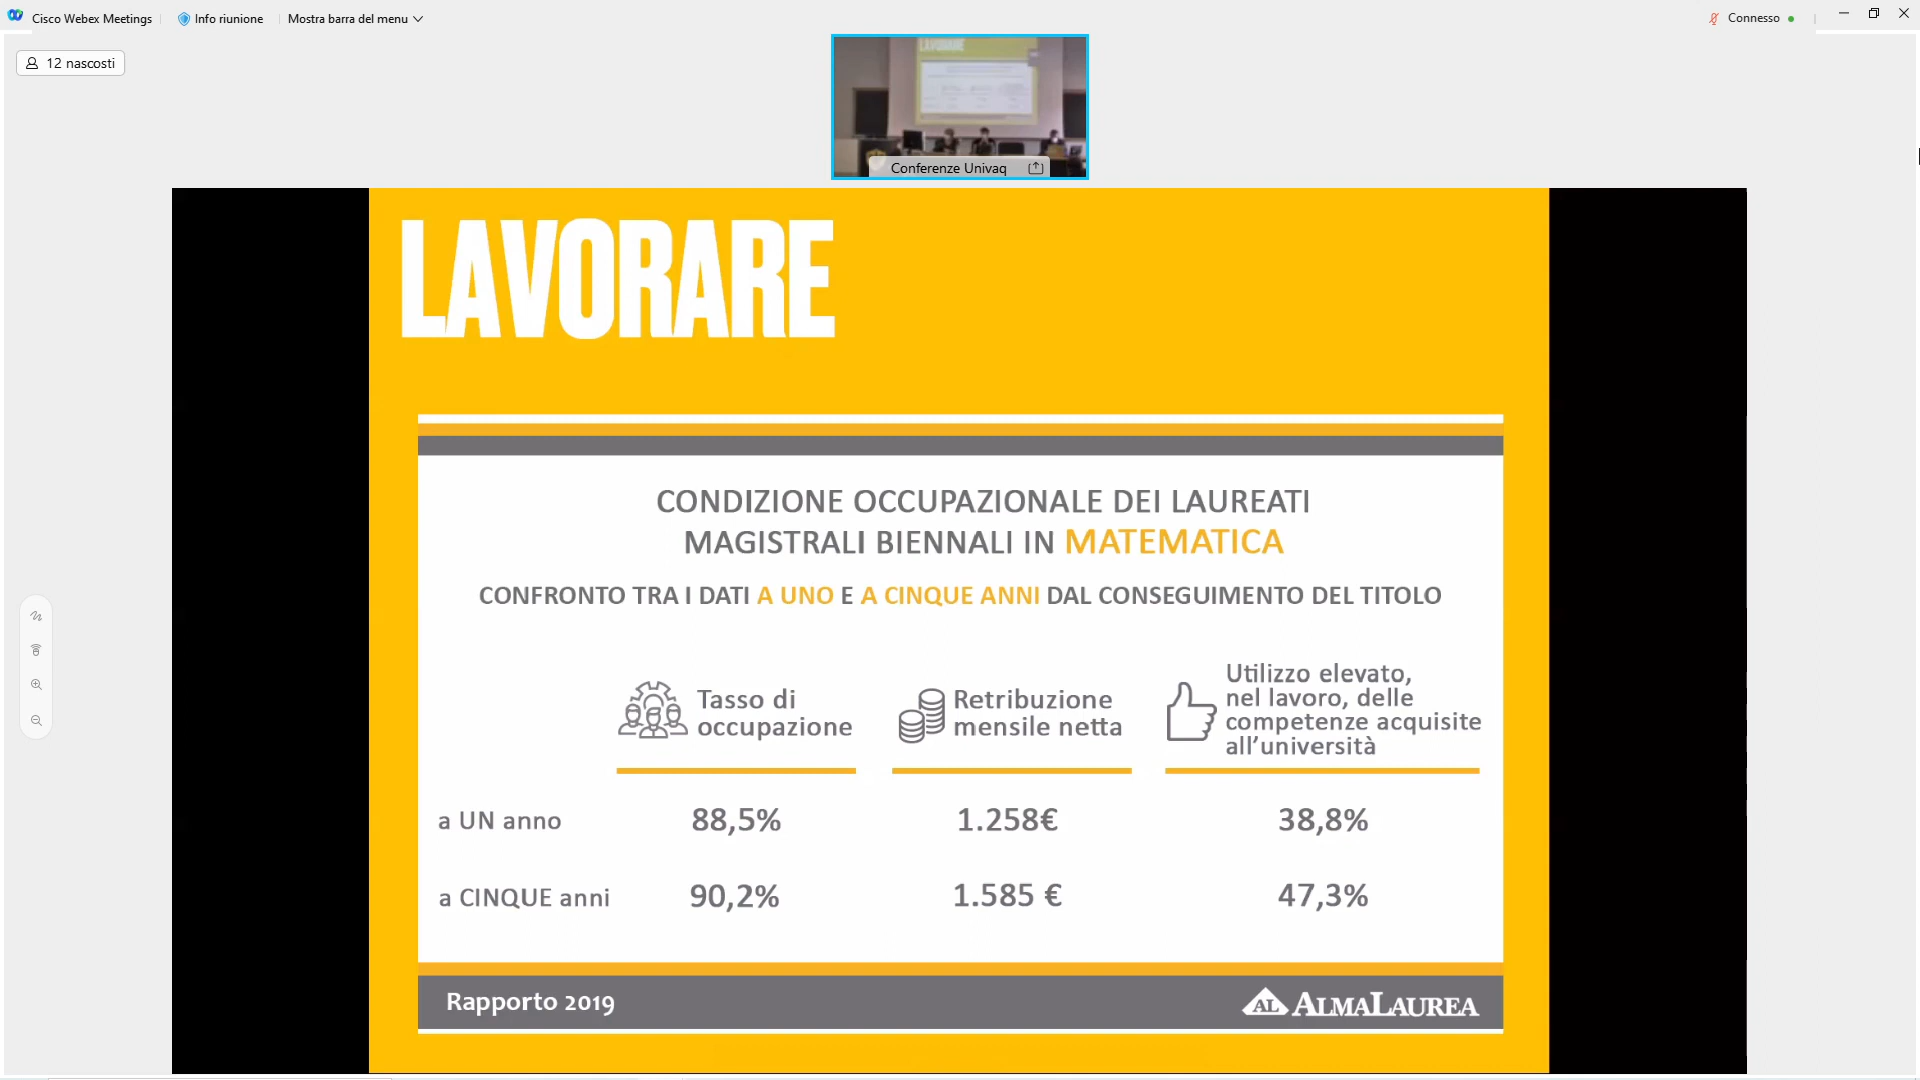 Cisco Webex Meetings
Info riunione
Mostra barra del menu
Connesso
12 nascosti
LAVORARE
Conferenze Univaq
LAVORARE
CONDIZIONE OCCUPAZIONALE DEI LAUREATI
MAGISTRALI BIENNALI IN MATEMATICA
CONFRONTO TRA I DATI A UNO E A CINQUE ANNI DAL CONSEGUIMENTO DEL TITOLO
Tasso di
occupazione
Retribuzione
mensile netta
Utilizzo elevato,
nel lavoro, delle
competenze acquisite
all'università
a UN anno 88,5% 1.258€ 38,8%
a CINQUE anni 90,2% 1.585 € 47,3%
Rapporto 2019
AL ALMALAUREA